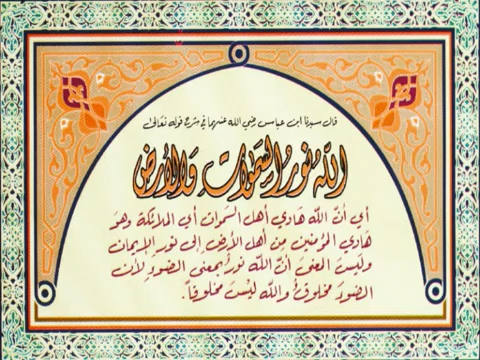 قال سيدنا ابن عباس رضي الله عنهما في شرح قوله تعالى
الله نور السموات والأرض
أي أنّ الله هادي أهل السموات أي الملائكة وهو
هادي المؤمنين من أهل الأرض إلى نور الإيمان
وليس المعنى أنّ الله نورٌ بمعنى الضوء لأن
الضوء مخلوقٌ والله ليس مخلوقاً.